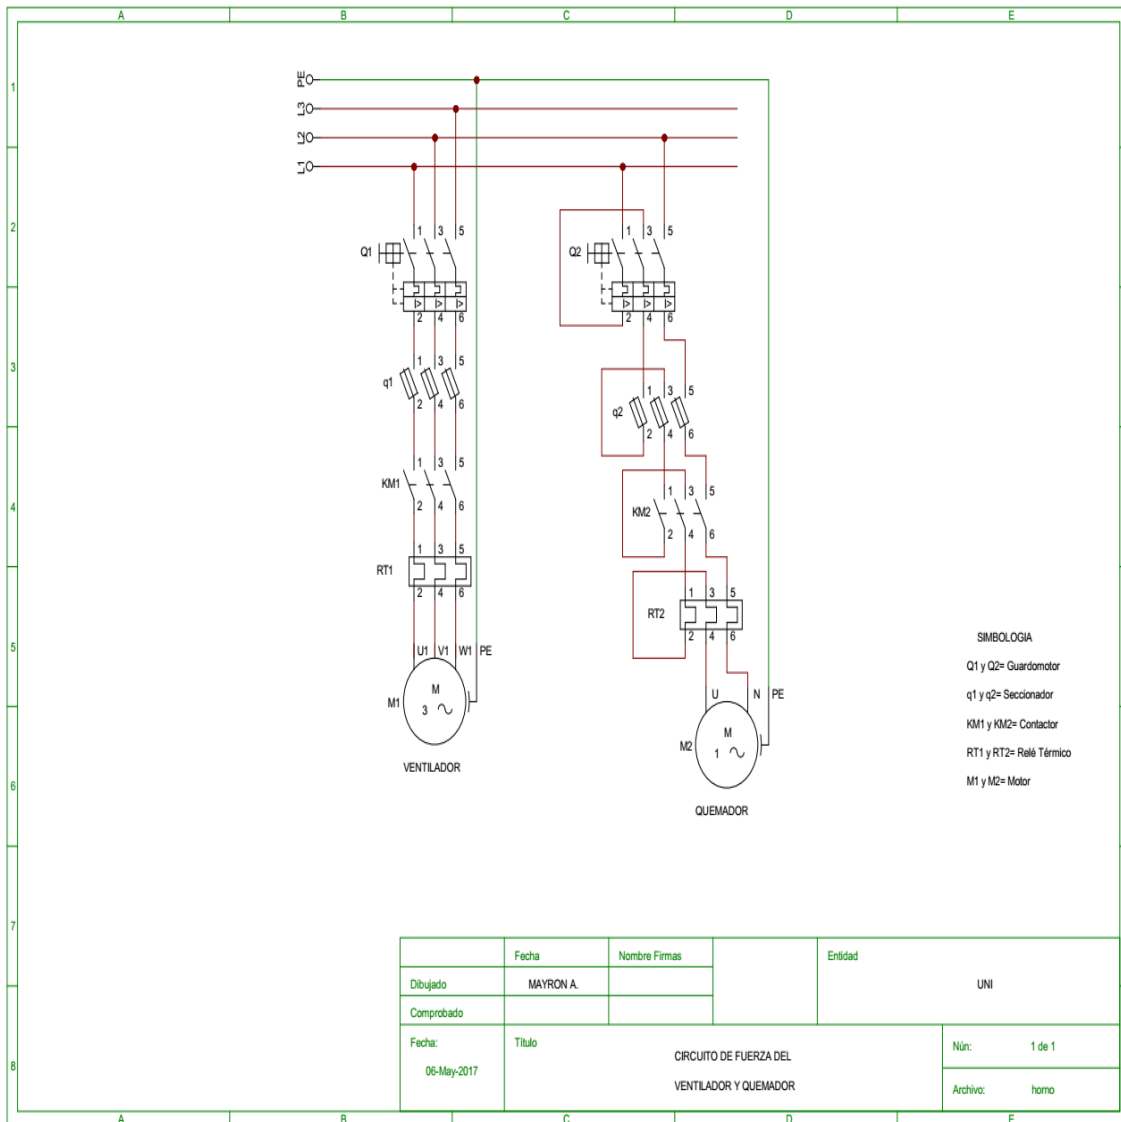 A B C D E
1
2
3
4
5
6
7
8
PE
L3
L2
L1
Q1
1 3 5
2 4 6
q1
1 3 5
2 4 6
KM1
1 3 5
2 4 6
RT1
1 3 5
2 4 6
U1 V1 W1 PE
M1
M
3
VENTILADOR
Q2
1 3 5
2 4 6
q2
1 3 5
2 4 6
KM2
1 3 5
2 4 6
RT2
1 3 5
2 4 6
U N PE
M2
M
1
QUEMADOR
SIMBOLOGIA
Q1 y Q2= Guardomotor
q1 y q2= Seccionador
KM1 y KM2= Contactor
RT1 y RT2= Relé Térmico
M1 y M2= Motor
Fecha Nombre Firmas Entidad
Dibujado MAYRON A. UNI
Comprobado
Fecha: 06-May-2017
Título
CIRCUITO DE FUERZA DEL
VENTILADOR Y QUEMADOR
Nún: 1 de 1
Archivo: horno
A B C D E